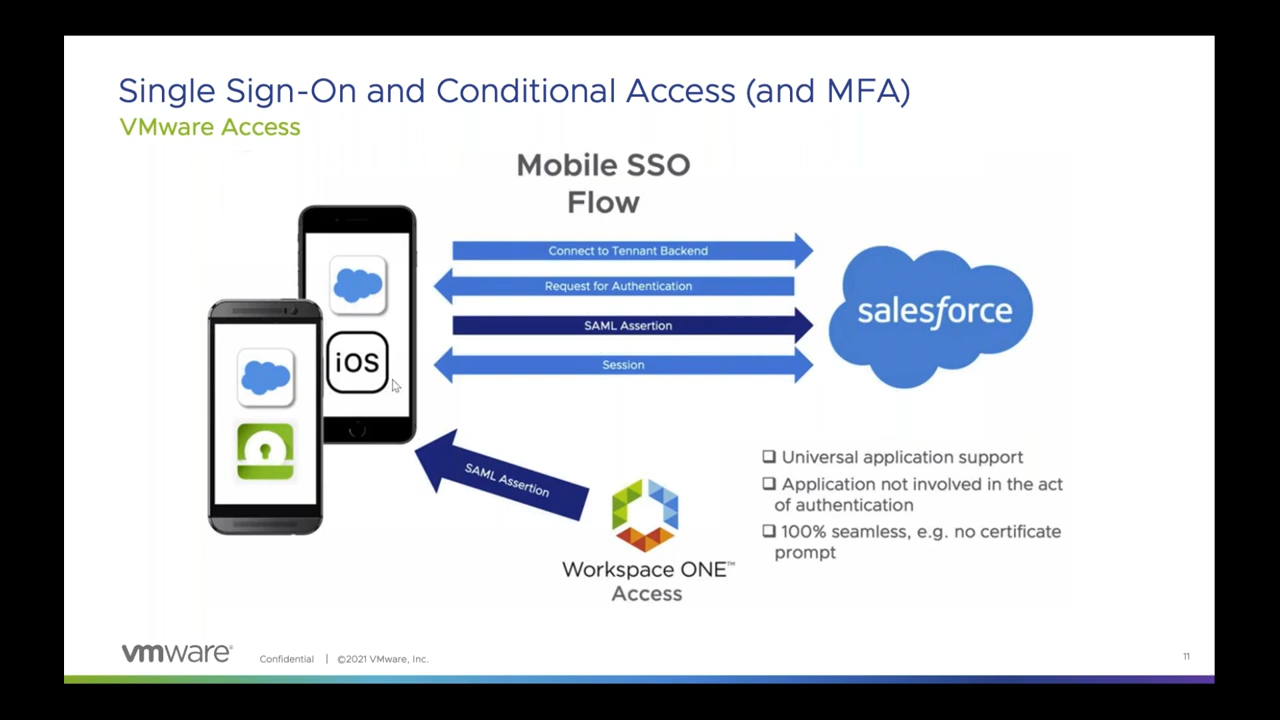 Single Sign-On and Conditional Access (and MFA)
VMware Access
Mobile SSO
Flow
Connect to Tennant Backend
Request for Authentication
SAML Assertion
Session
salesforce
iOS
SAML Assertion
Workspace ONE™
Access
❑ Universal application support
❑ Application not involved in the act
of authentication
❑ 100% seamless, e.g. no certificate
prompt
vmware®
Confidential | ©2021 VMware, Inc.
11